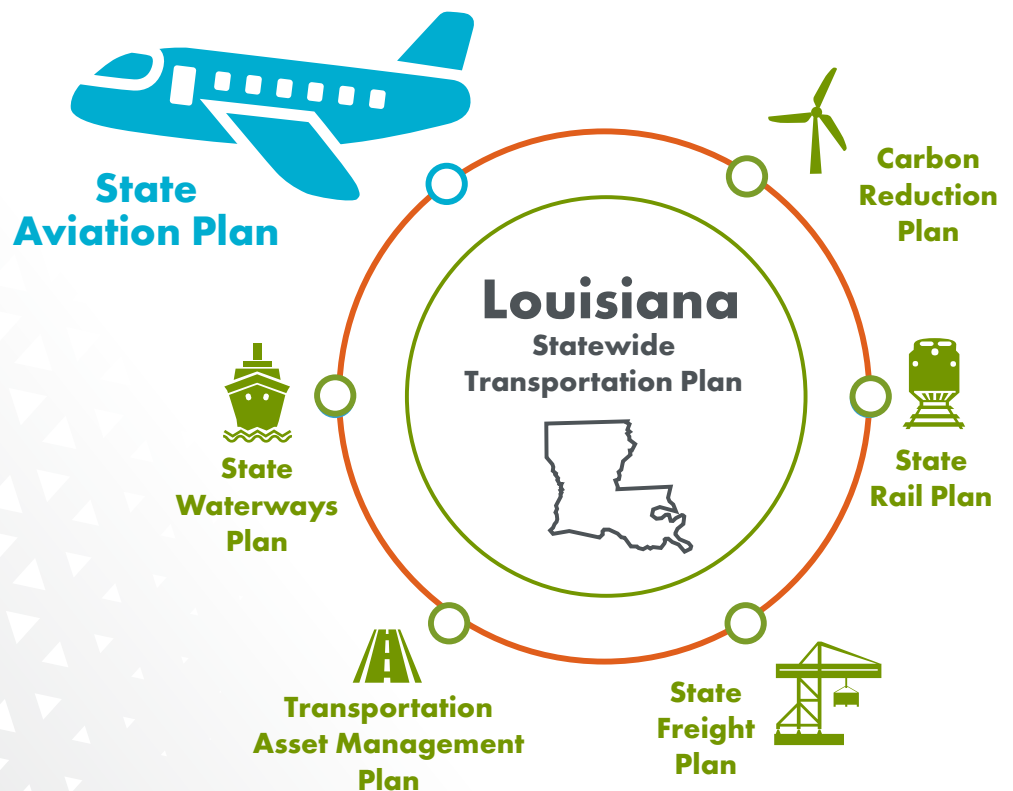 State
Aviation Plan
Carbon
Reduction
Plan
Louisiana
Statewide
Transportation Plan
State
Waterways
Plan
State
Rail Plan
Transportation
Asset Management
Plan
State
Freight
Plan